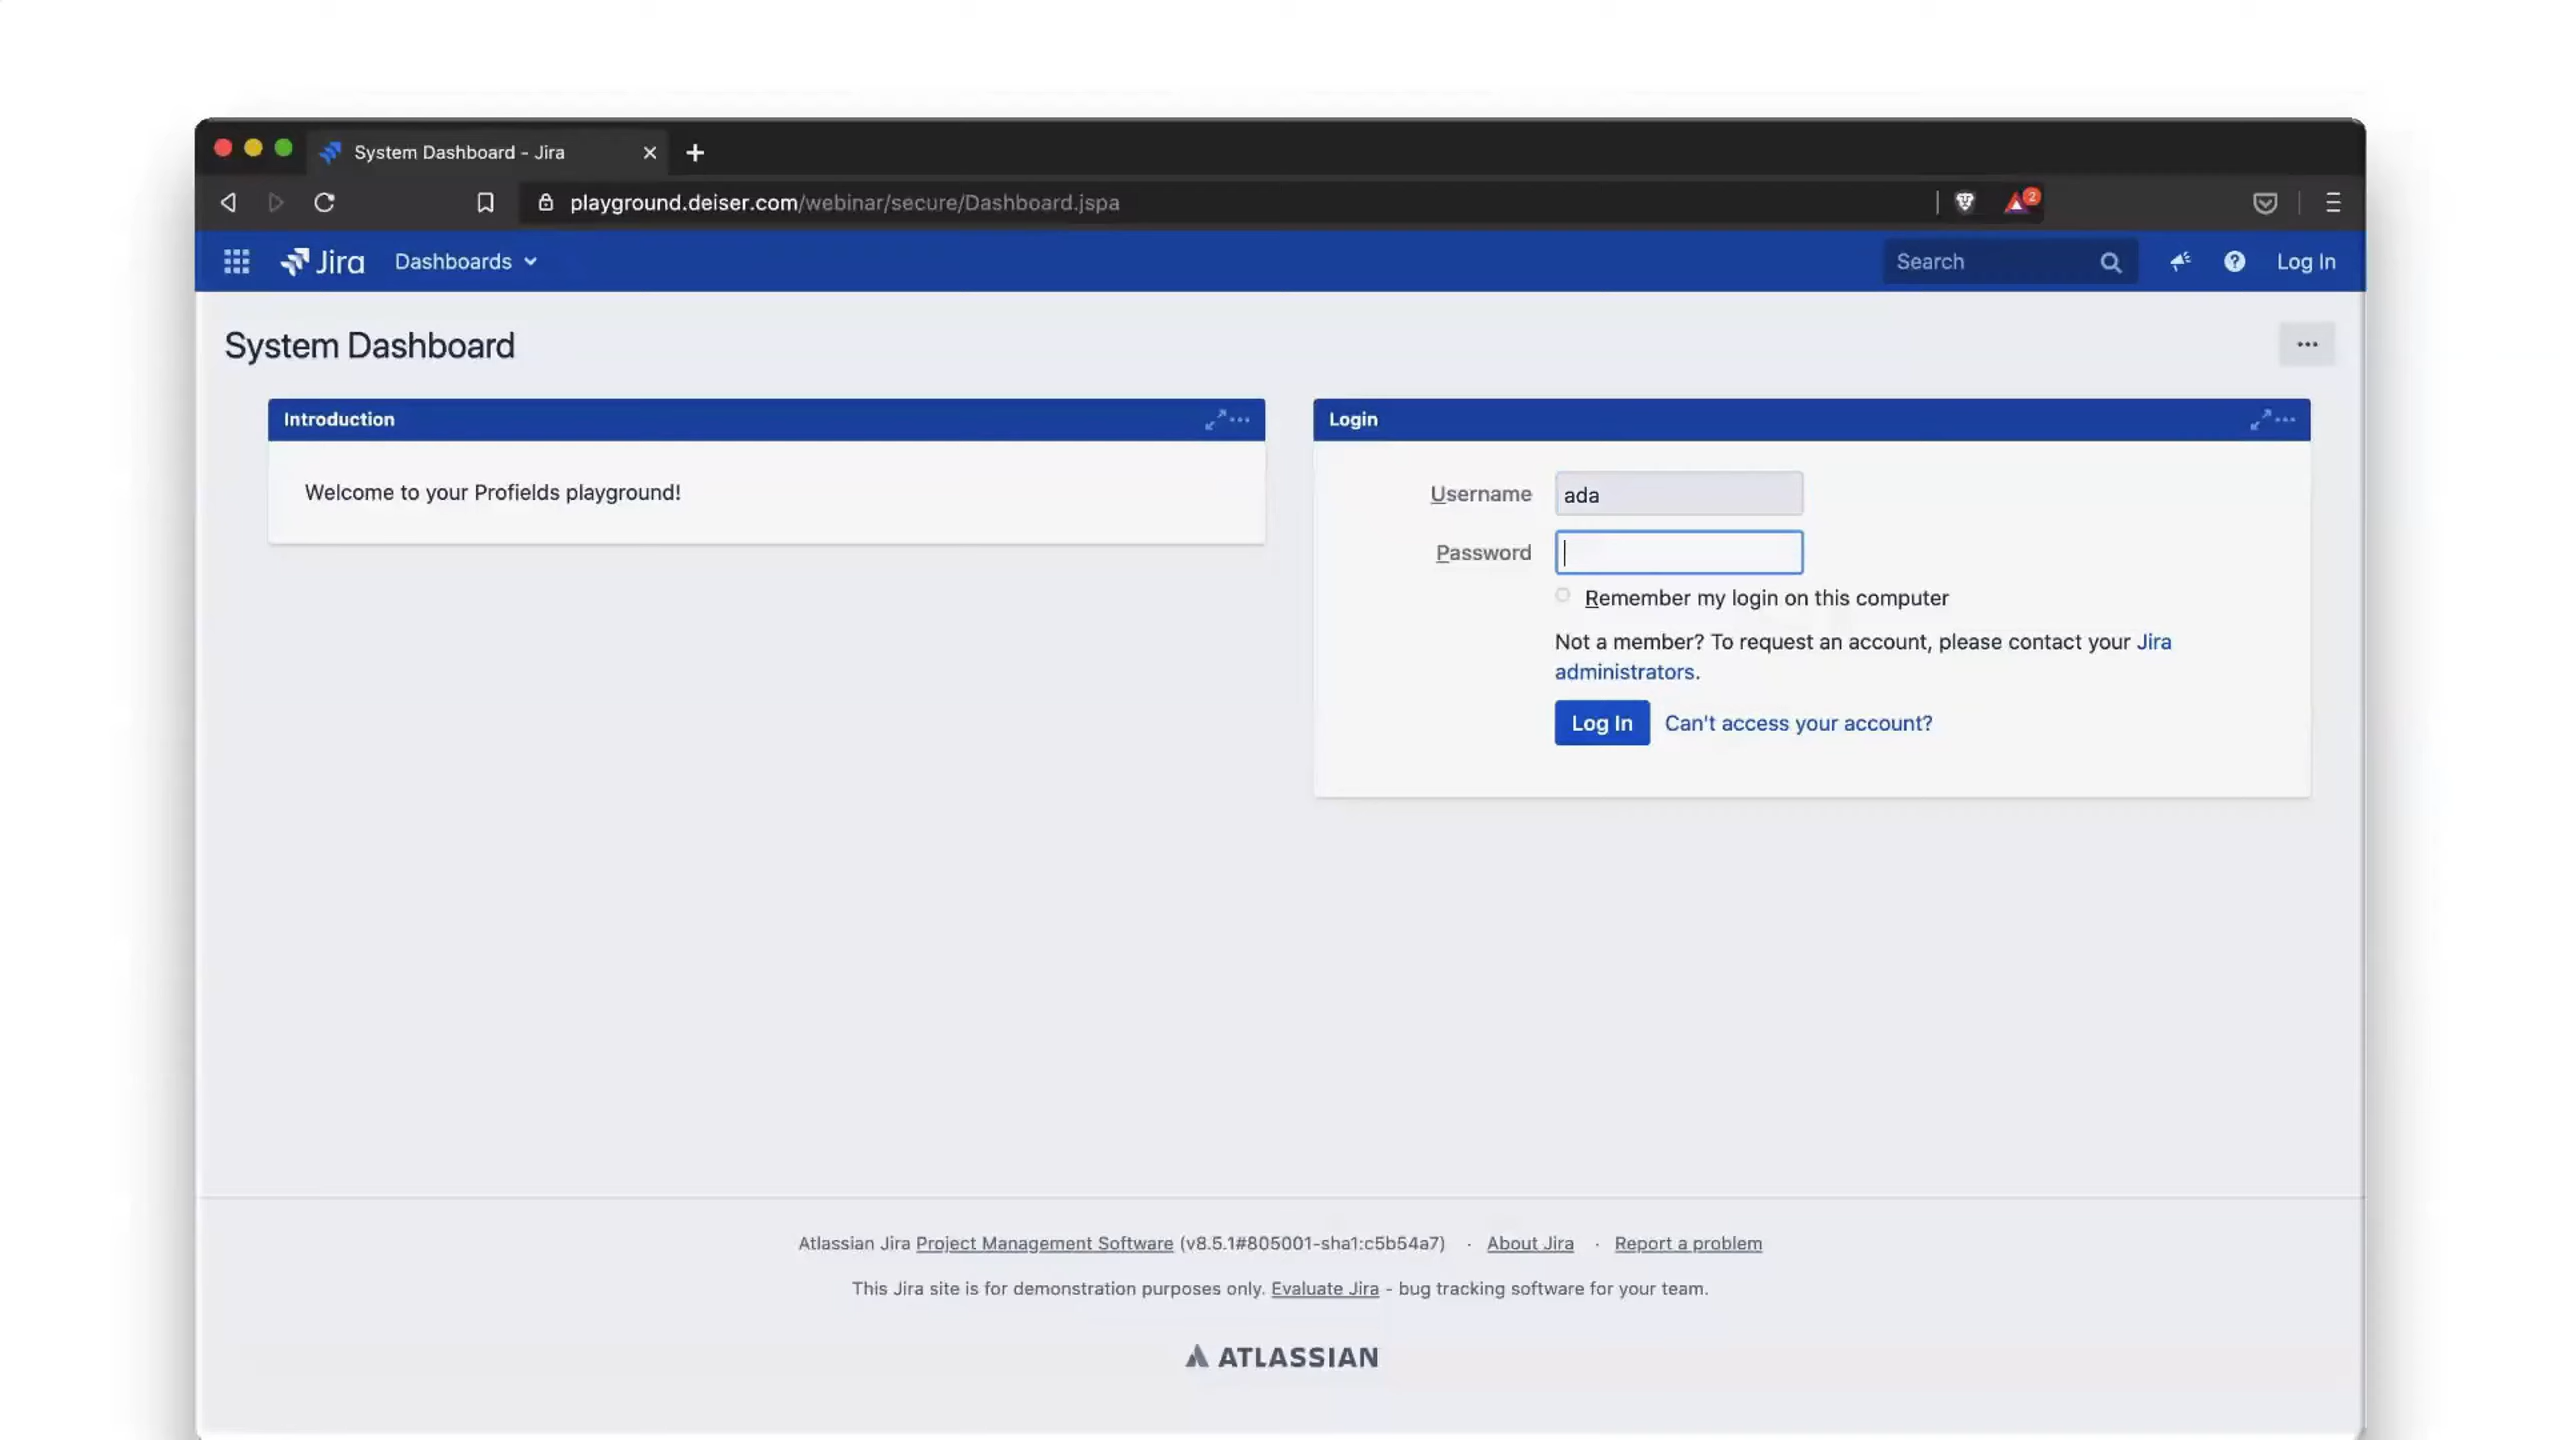 System Dashboard - Jira
2
playground.deiser.com/webinar/secure/Dashboard.jspa
Jira Dashboards Search Log In
System Dashboard
Introduction
Welcome to your Profields playground!
Login
Username ada
Password
Remember my login on this computer
Not a member? To request an account, please contact your Jira
administrators.
Log In Can't access your account?
Atlassian Jira Project Management Software (v8.5.1#805001-sha1:c5b54a7) · About Jira · Report a problem
This Jira site is for demonstration purposes only. Evaluate Jira - bug tracking software for your team.
ATLASSIAN